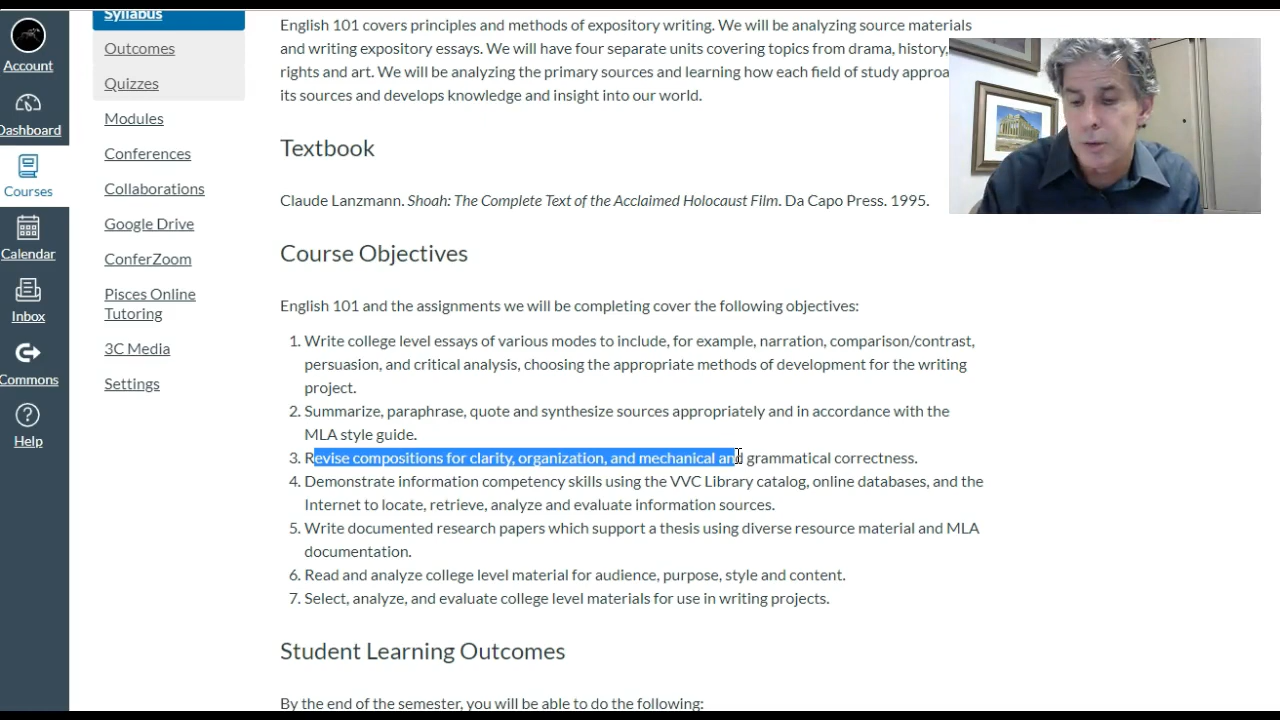 Account
Dashboard
Courses
Calendar
Inbox
Commons
Help
Syllabus
Outcomes
Quizzes
Modules
Conferences
Collaborations
Google Drive
ConferZoom
Pisces Online
Tutoring
3C Media
Settings
English 101 covers principles and methods of expository writing. We will be analyzing source materials
and writing expository essays. We will have four separate units covering topics from drama, history,
rights and art. We will be analyzing the primary sources and learning how each field of study approa
its sources and develops knowledge and insight into our world.
Textbook
Claude Lanzmann. Shoah: The Complete Text of the Acclaimed Holocaust Film. Da Capo Press. 1995.
Course Objectives
English 101 and the assignments we will be completing cover the following objectives:
1. Write college level essays of various modes to include, for example, narration, comparison/contrast,
persuasion, and critical analysis, choosing the appropriate methods of development for the writing
project.
2. Summarize, paraphrase, quote and synthesize sources appropriately and in accordance with the
MLA style guide.
3. Revise compositions for clarity, organization, and mechanical and grammatical correctness.
4. Demonstrate information competency skills using the VVC Library catalog, online databases, and the
Internet to locate, retrieve, analyze and evaluate information sources.
5. Write documented research papers which support a thesis using diverse resource material and MLA
documentation.
6. Read and analyze college level material for audience, purpose, style and content.
7. Select, analyze, and evaluate college level materials for use in writing projects.
Student Learning Outcomes
By the end of the semester, you will be able to do the following: